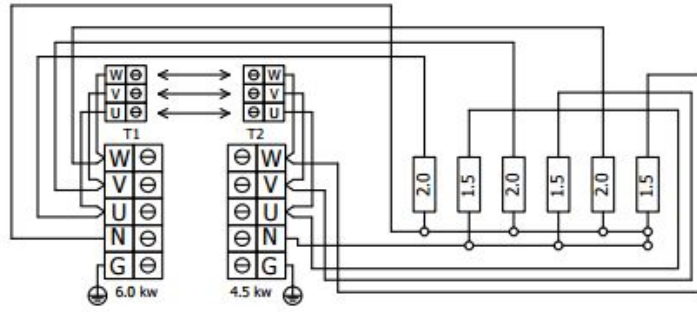 W W
V V
U U
T1 T2
W W
V V
U U
N N
G G
6.0 kw 4.5 kw
2.0 1.5 2.0 1.5 2.0 1.5